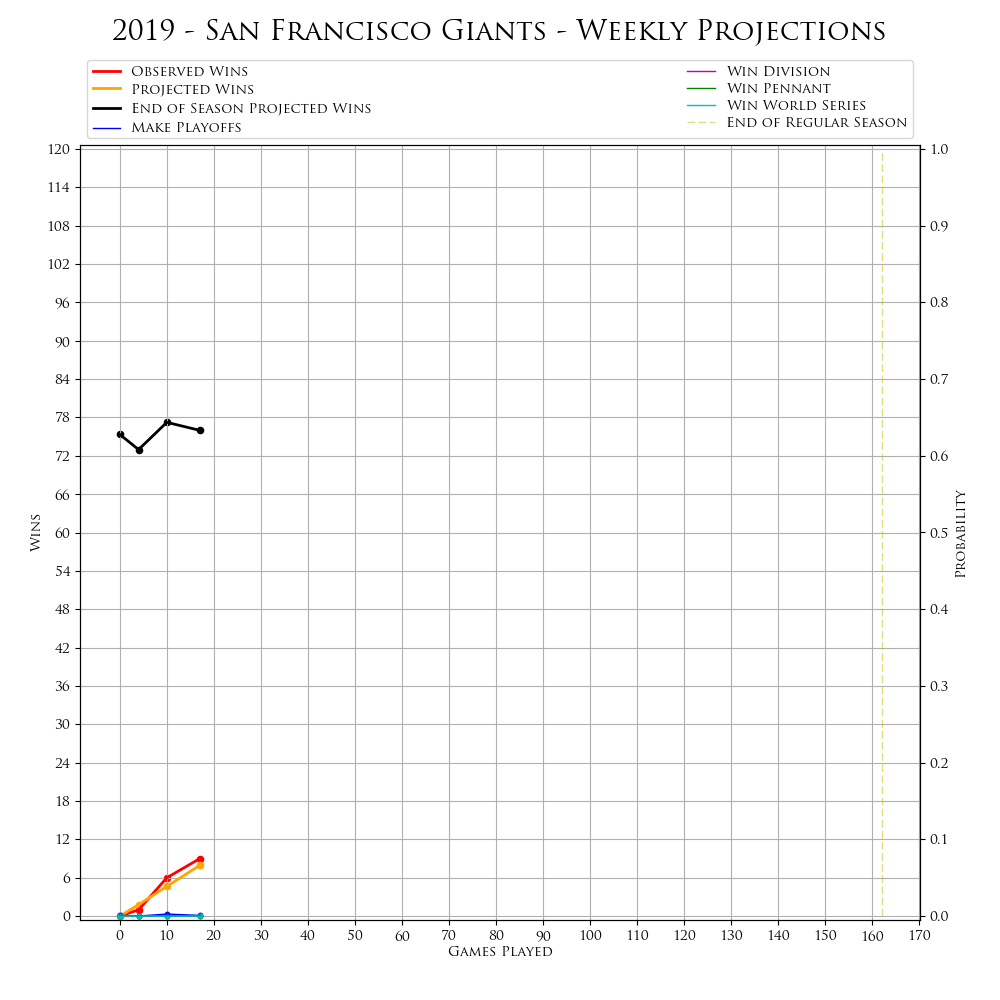 2019 - San Francisco Giants - Weekly Projections
Observed Wins
Projected Wins
End of Season Projected Wins
Make Playoffs
Win Division
Win Pennant
Win World Series
End of Regular Season
120
114
108
102
96
90
84
78
72
66
60
54
48
42
36
30
24
18
12
6
0
Wins
1.0
0.9
0.8
0.7
0.6
0.5
0.4
0.3
0.2
0.1
0.0
Probability
0 10 20 30 40 50 60 70 80 90 100 110 120 130 140 150 160 170
Games Played